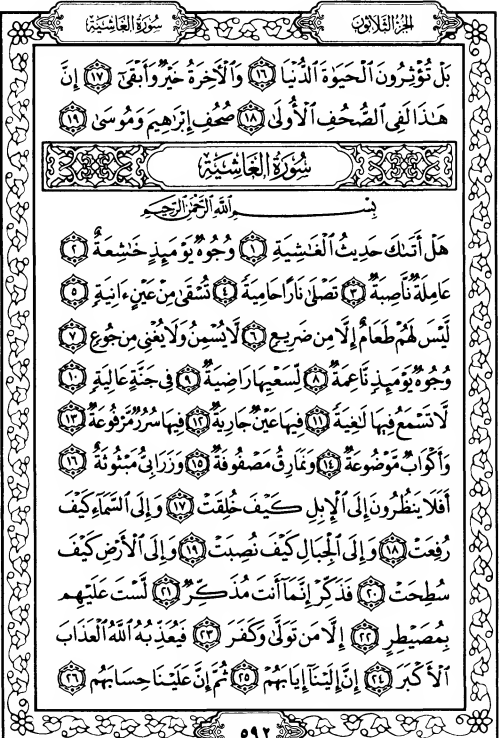 الجزء الثلاثون سورة الغاشية
بَلْ تُؤْثِرُونَ ٱلْحَيَوٰةَ ٱلدُّنْيَا ١٦ وَٱلْـَٔاخِرَةُ خَيْرٌ وَأَبْقَىٰٓ ١٧ إِنَّ
هَـٰذَا لَفِى ٱلصُّحُفِ ٱلْأُولَىٰ ١٨ صُحُفِ إِبْرَٰهِيمَ وَمُوسَىٰ ١٩
سُورَةُ الغَاشِيَةِ
بِسْمِ اللَّهِ الرَّحْمَٰنِ الرَّحِيمِ
هَلْ أَتَىٰكَ حَدِيثُ ٱلْغَـٰشِيَةِ ١ وُجُوهٌ يَوْمَئِذٍ خَـٰشِعَةٌ ٢
عَامِلَةٌ نَّاصِبَةٌ ٣ تَصْلَىٰ نَارًا حَامِيَةً ٤ تُسْقَىٰ مِنْ عَيْنٍ ءَانِيَةٍ ٥
لَّيْسَ لَهُمْ طَعَامٌ إِلَّا مِن ضَرِيعٍ ٦ لَّا يُسْمِنُ وَلَا يُغْنِى مِن جُوعٍ ٧
وُجُوهٌ يَوْمَئِذٍ نَّاعِمَةٌ ٨ لِّسَعْيِهَا رَاضِيَةٌ ٩ فِى جَنَّةٍ عَالِيَةٍ ١٠
لَّا تَسْمَعُ فِيهَا لَـٰغِيَةً ١١ فِيهَا عَيْنٌ جَارِيَةٌ ١٢ فِيهَا سُرُرٌ مَّرْفُوعَةٌ ١٣
وَأَكْوَابٌ مَّوْضُوعَةٌ ١٤ وَنَمَارِقُ مَصْفُوفَةٌ ١٥ وَزَرَابِىُّ مَبْثُوثَةٌ ١٦
أَفَلَا يَنظُرُونَ إِلَى ٱلْإِبِلِ كَيْفَ خُلِقَتْ ١٧ وَإِلَى ٱلسَّمَآءِ كَيْفَ
رُفِعَتْ ١٨ وَإِلَى ٱلْجِبَالِ كَيْفَ نُصِبَتْ ١٩ وَإِلَى ٱلْأَرْضِ كَيْفَ
سُطِحَتْ ٢٠ فَذَكِّرْ إِنَّمَآ أَنتَ مُذَكِّرٌ ٢١ لَّسْتَ عَلَيْهِم
بِمُصَيْطِرٍ ٢٢ إِلَّا مَن تَوَلَّىٰ وَكَفَرَ ٢٣ فَيُعَذِّبُهُ ٱللَّهُ ٱلْعَذَابَ
ٱلْأَكْبَرَ ٢٤ إِنَّ إِلَيْنَآ إِيَابَهُمْ ٢٥ ثُمَّ إِنَّ عَلَيْنَا حِسَابَهُم ٢٦
٥٩٢